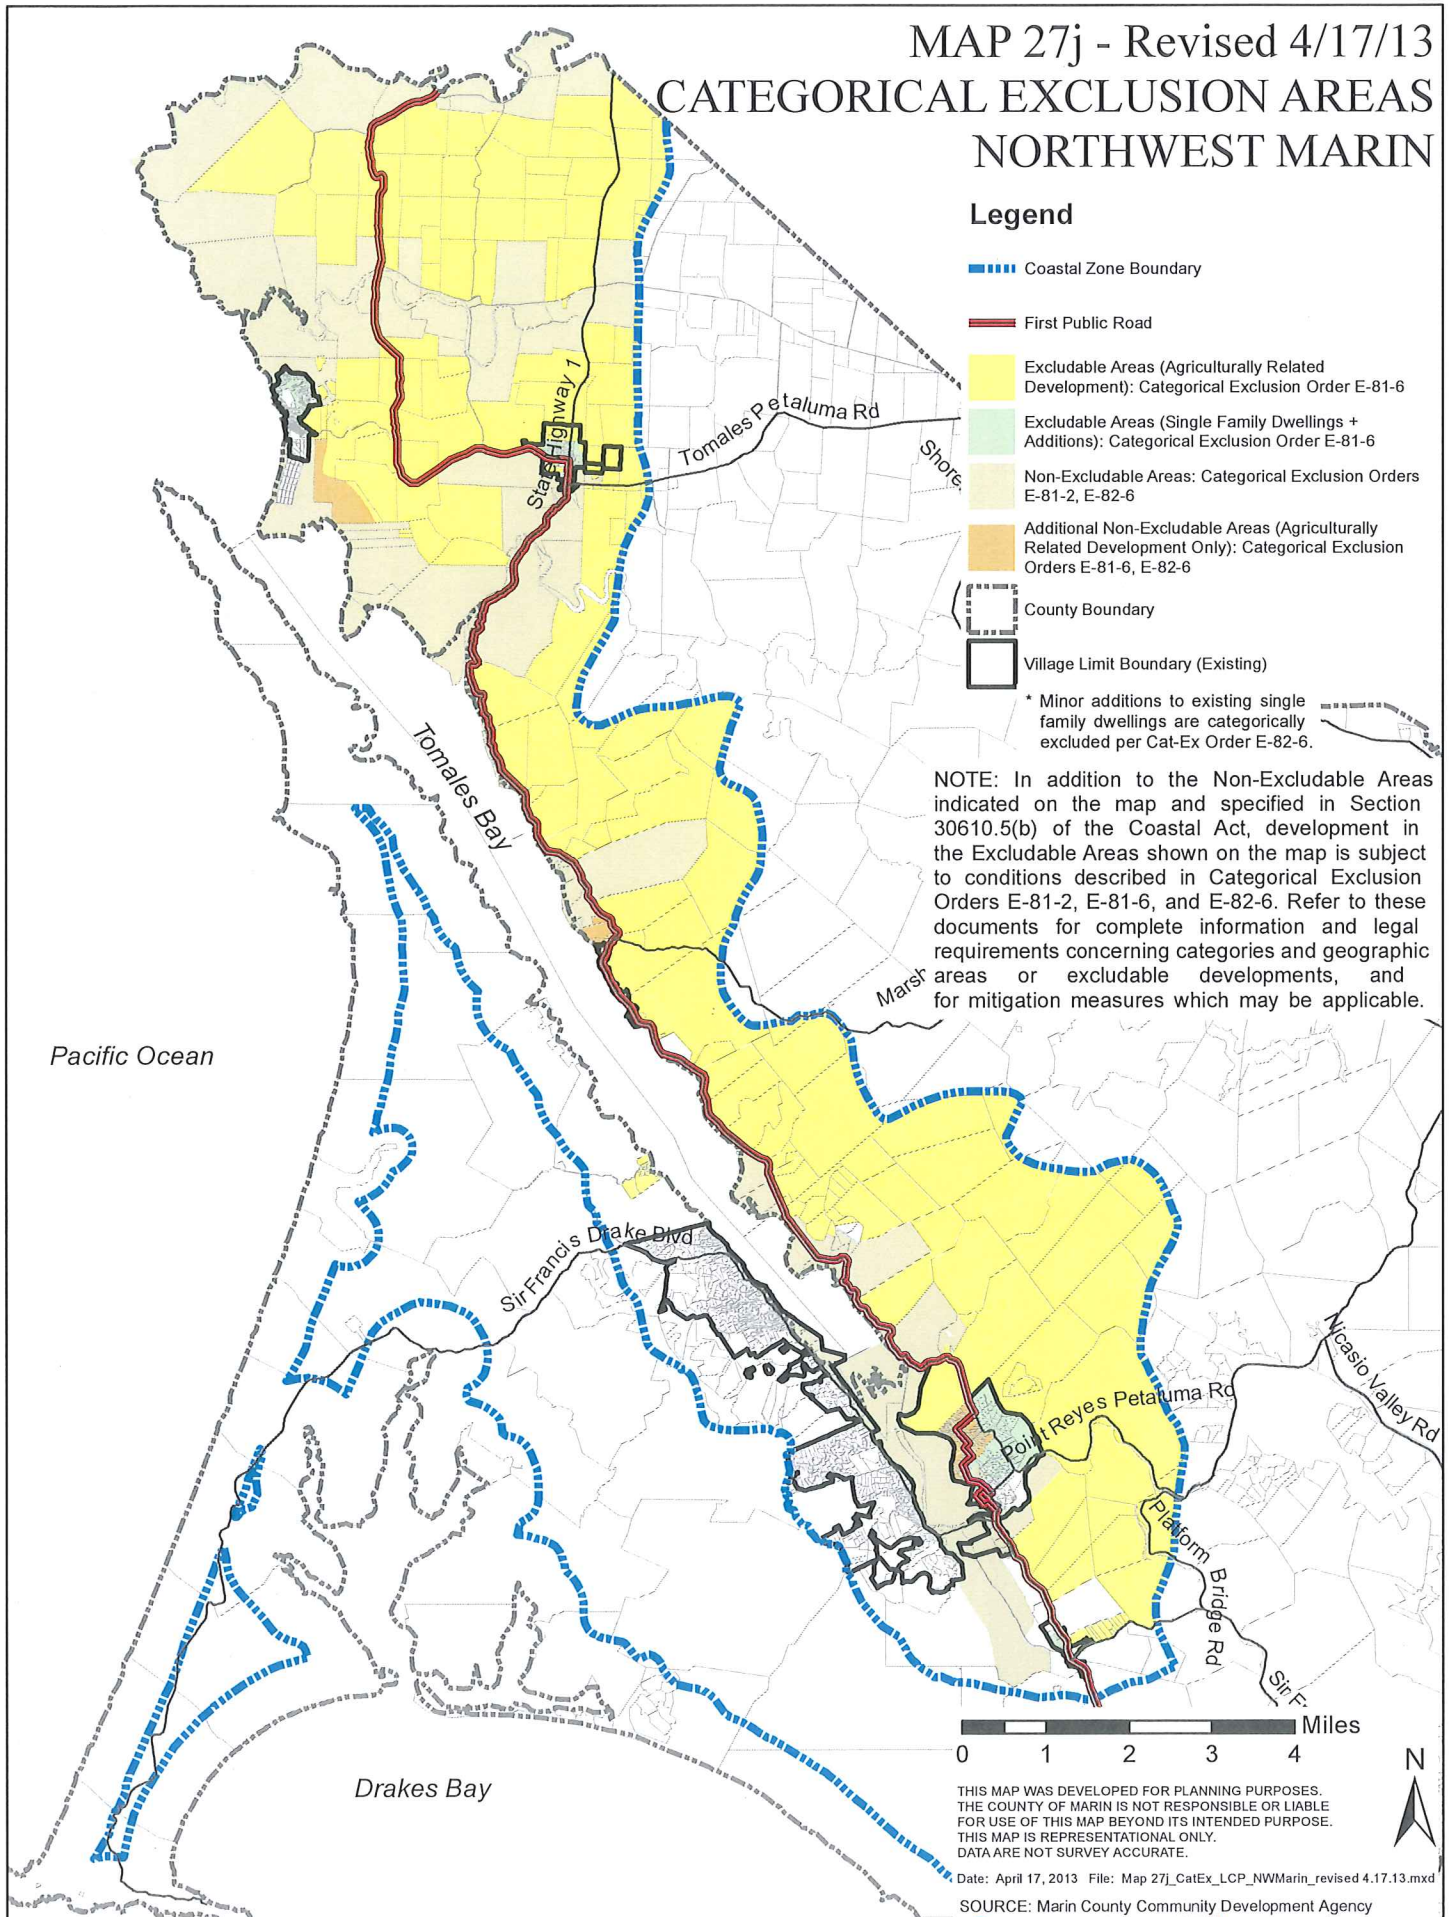 MAP 27j - Revised 4/17/13
CATEGORICAL EXCLUSION AREAS
NORTHWEST MARIN
Legend
Coastal Zone Boundary
First Public Road
Excludable Areas (Agriculturally Related
Development): Categorical Exclusion Order E-81-6
Excludable Areas (Single Family Dwellings +
Additions): Categorical Exclusion Order E-81-6
Non-Excludable Areas: Categorical Exclusion Orders
E-81-2, E-82-6
Additional Non-Excludable Areas (Agriculturally
Related Development Only): Categorical Exclusion
Orders E-81-6, E-82-6
County Boundary
Village Limit Boundary (Existing)
* Minor additions to existing single
family dwellings are categorically
excluded per Cat-Ex Order E-82-6.
NOTE: In addition to the Non-Excludable Areas
indicated on the map and specified in Section
30610.5(b) of the Coastal Act, development in
the Excludable Areas shown on the map is subject
to conditions described in Categorical Exclusion
Orders E-81-2, E-81-6, and E-82-6. Refer to these
documents for complete information and legal
requirements concerning categories and geographic
areas or excludable developments, and
for mitigation measures which may be applicable.
State Highway 1
Tomales Petaluma Rd
Shore
Tomales Bay
Marsh
Pacific Ocean
Sir Francis Drake Blvd
Nicasio Valley Rd
Point Reyes Petaluma Rd
Platform Bridge Rd
Sir F
Drakes Bay
Miles
0 1 2 3 4
N
THIS MAP WAS DEVELOPED FOR PLANNING PURPOSES.
THE COUNTY OF MARIN IS NOT RESPONSIBLE OR LIABLE
FOR USE OF THIS MAP BEYOND ITS INTENDED PURPOSE.
THIS MAP IS REPRESENTATIONAL ONLY.
DATA ARE NOT SURVEY ACCURATE.
Date: April 17, 2013 File: Map 27j_CatEx_LCP_NWMarin_revised 4.17.13.mxd
SOURCE: Marin County Community Development Agency